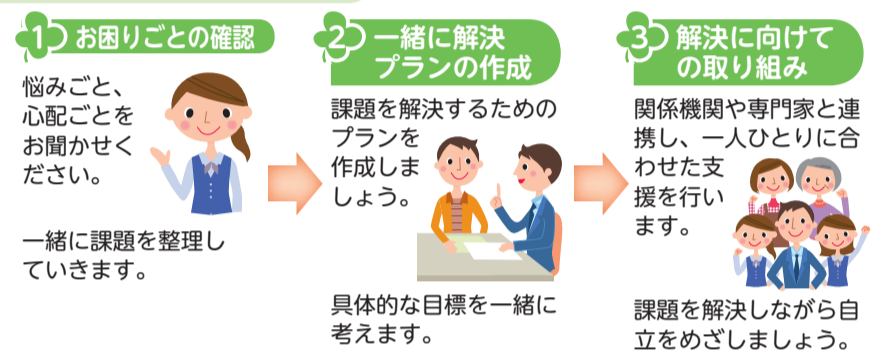 1 お困りごとの確認
悩みごと、
心配ごとを
お聞かせく
ださい。
一緒に課題を整理し
ていきます。
2 一緒に解決
プランの作成
課題を解決するための
プランを
作成しま
しょう。
具体的な目標を一緒に
考えます。
3 解決に向けて
の取り組み
関係機関や専門家と連
携し、一人ひとりに合
わせた支
援を行い
ます。
課題を解決しながら自
立をめざしましょう。